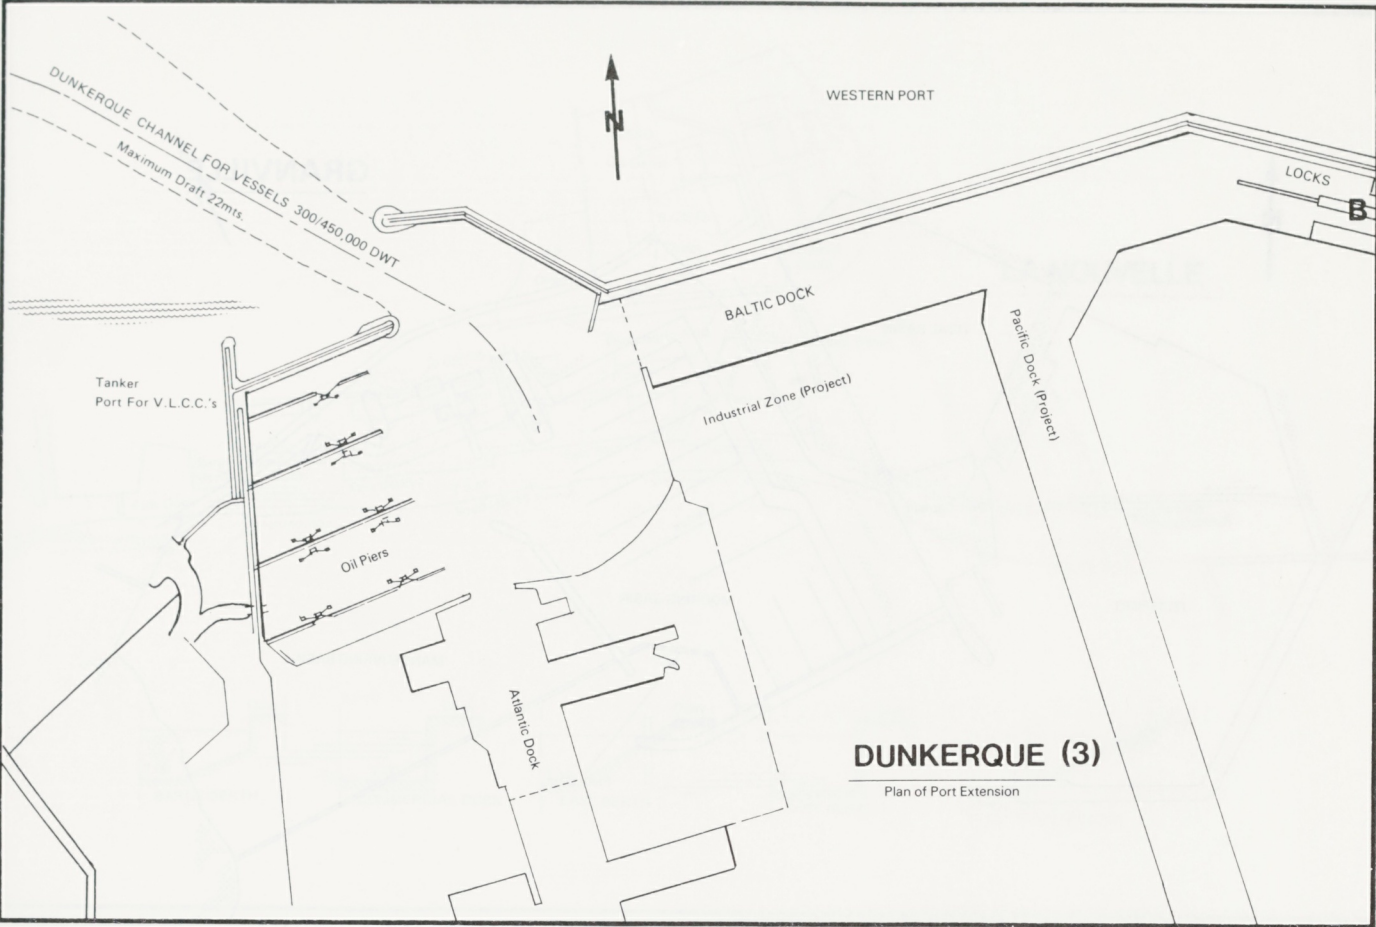 WESTERN PORT
DUNKERQUE CHANNEL FOR VESSELS 300/450,000 DWT
Maximum Draft 22mts.
N
LOCKS
B
BALTIC DOCK
Pacific Dock (Project)
Industrial Zone (Project)
Tanker
Port For V.L.C.C.'s
Oil Piers
Atlantic Dock
DUNKERQUE (3)
Plan of Port Extension